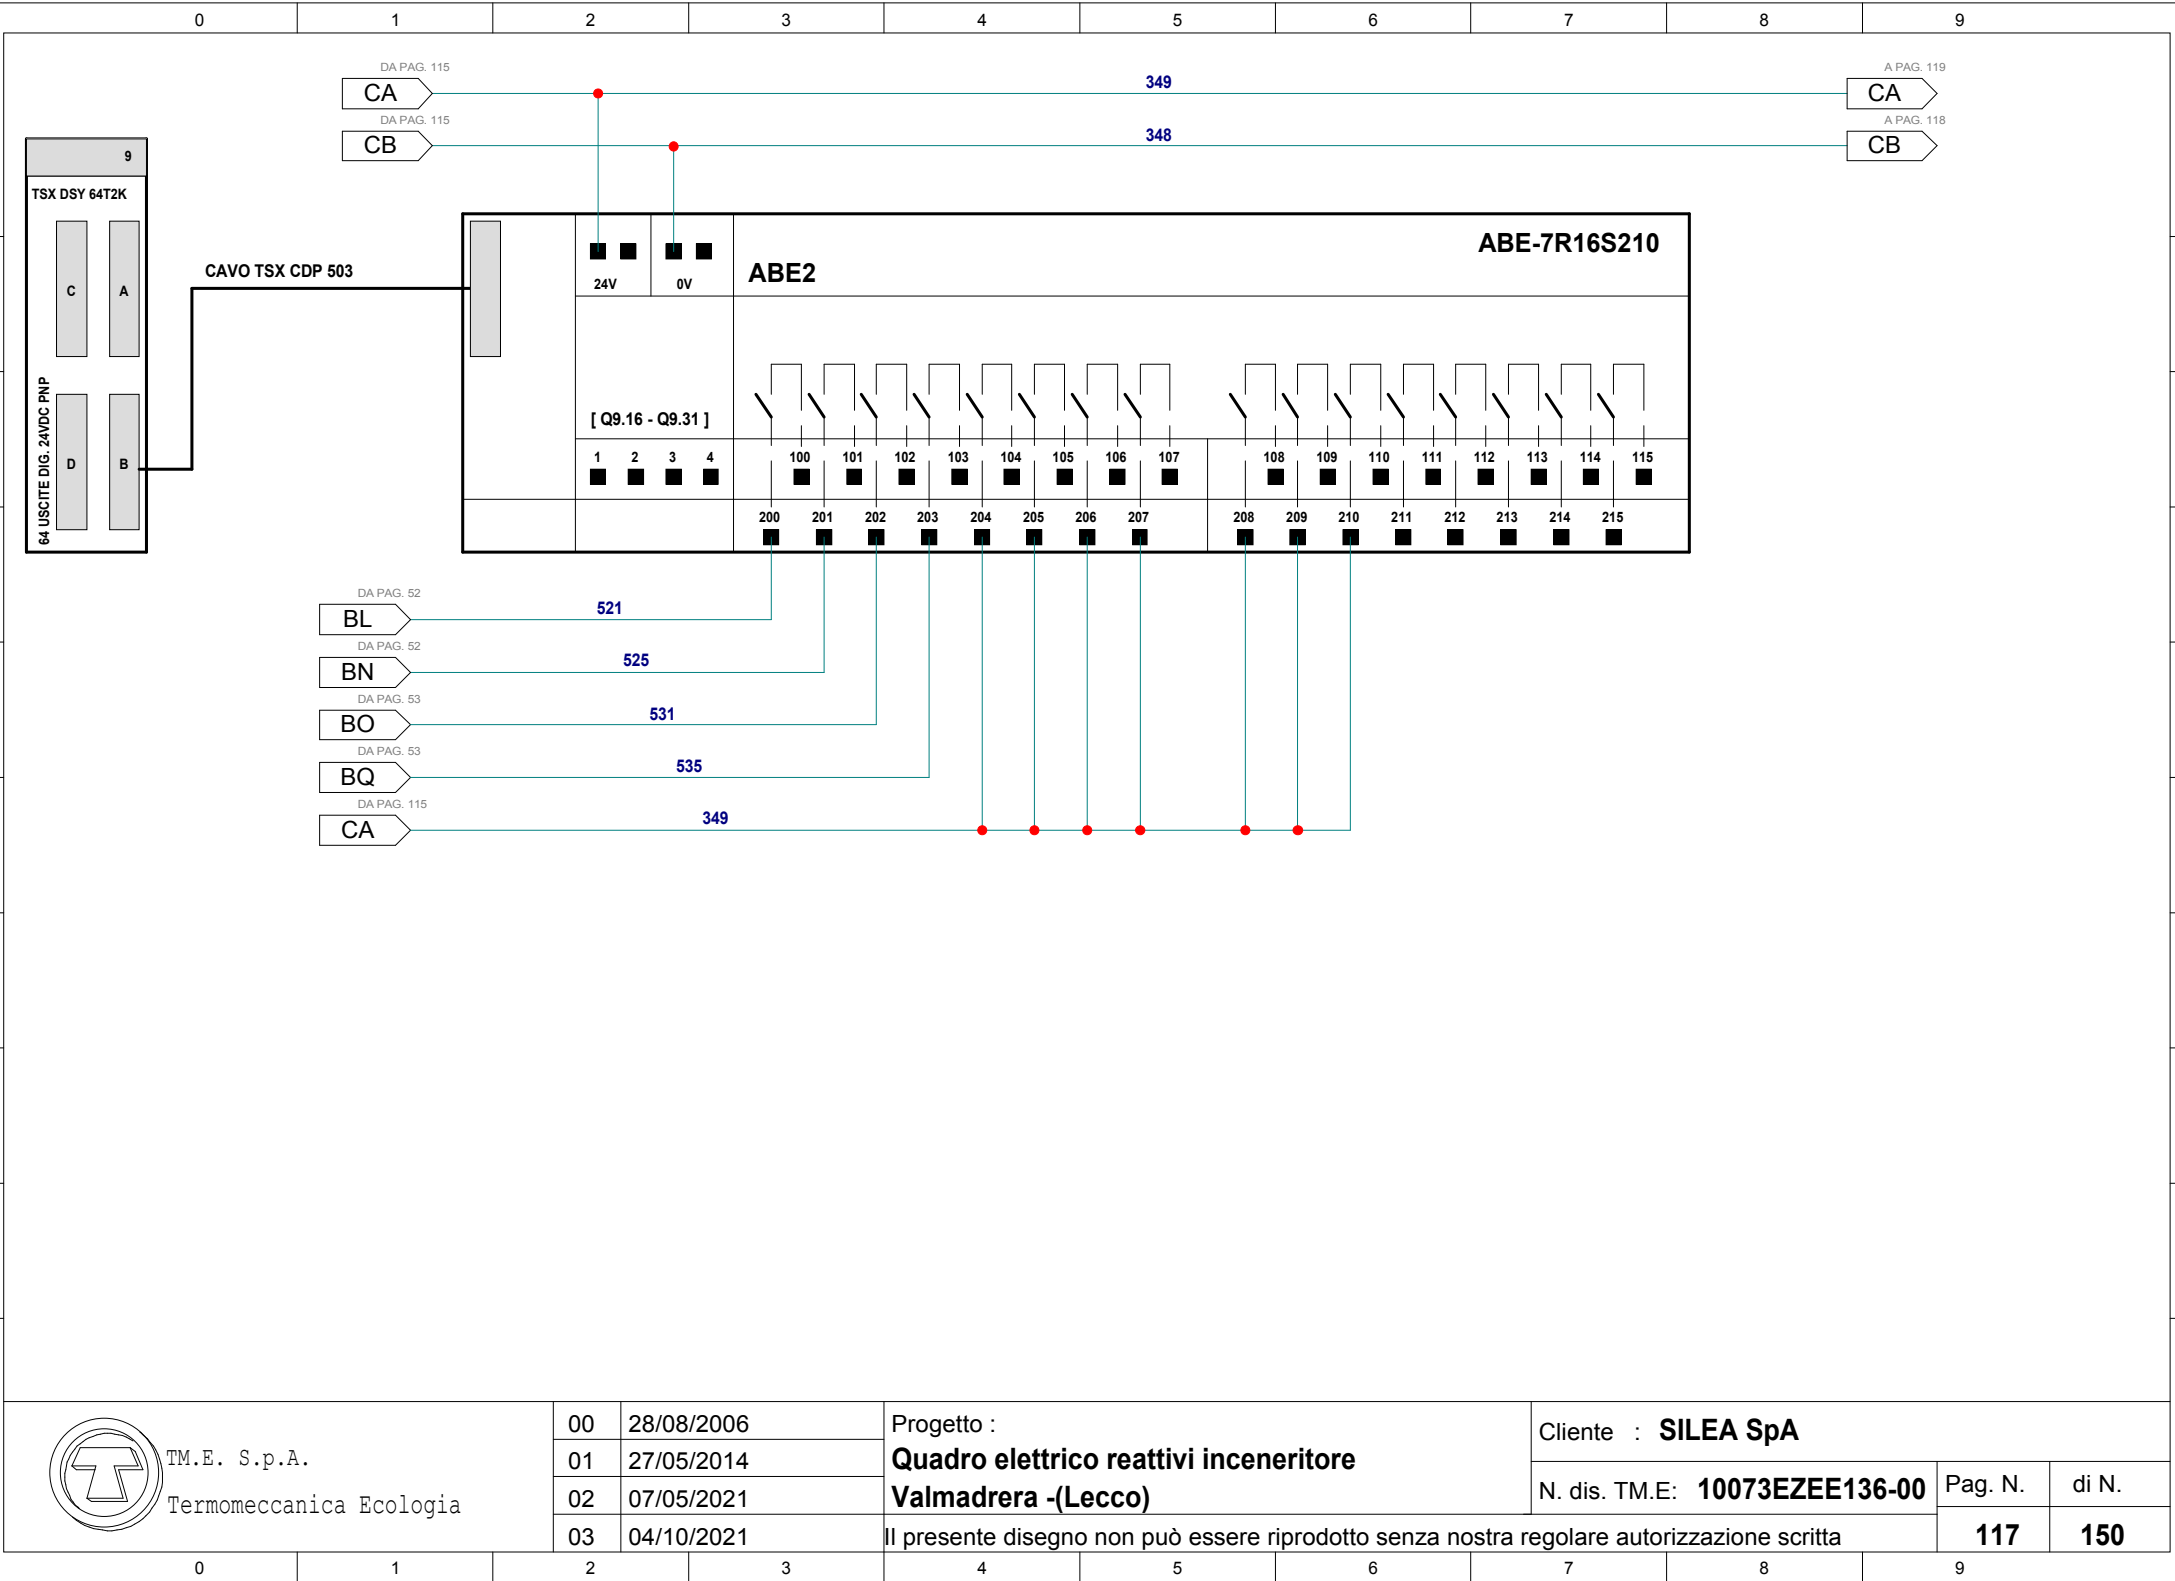 0 1 2 3 4 5 6 7 8 9
DA PAG. 115
CA
349
A PAG. 119
CA
DA PAG. 115
CB
348
A PAG. 118
CB
9
TSX DSY 64T2K
C A
D B
64 USCITE DIG. 24VDC PNP
CAVO TSX CDP 503
24V 0V
ABE2
ABE-7R16S210
[ Q9.16 - Q9.31 ]
1 2 3 4
100 101 102 103 104 105 106 107 108 109 110 111 112 113 114 115
200 201 202 203 204 205 206 207 208 209 210 211 212 213 214 215
DA PAG. 52
BL
521
DA PAG. 52
BN
525
DA PAG. 53
BO
531
DA PAG. 53
BQ
535
DA PAG. 115
CA
349
TM.E. S.p.A.
Termomeccanica Ecologia
00 28/08/2006
01 27/05/2014
02 07/05/2021
03 04/10/2021
Progetto :
Quadro elettrico reattivi inceneritore
Valmadrera -(Lecco)
Il presente disegno non può essere riprodotto senza nostra regolare autorizzazione scritta
Cliente : SILEA SpA
N. dis. TM.E: 10073EZEE136-00
Pag. N.
117
di N.
150
0 1 2 3 4 5 6 7 8 9